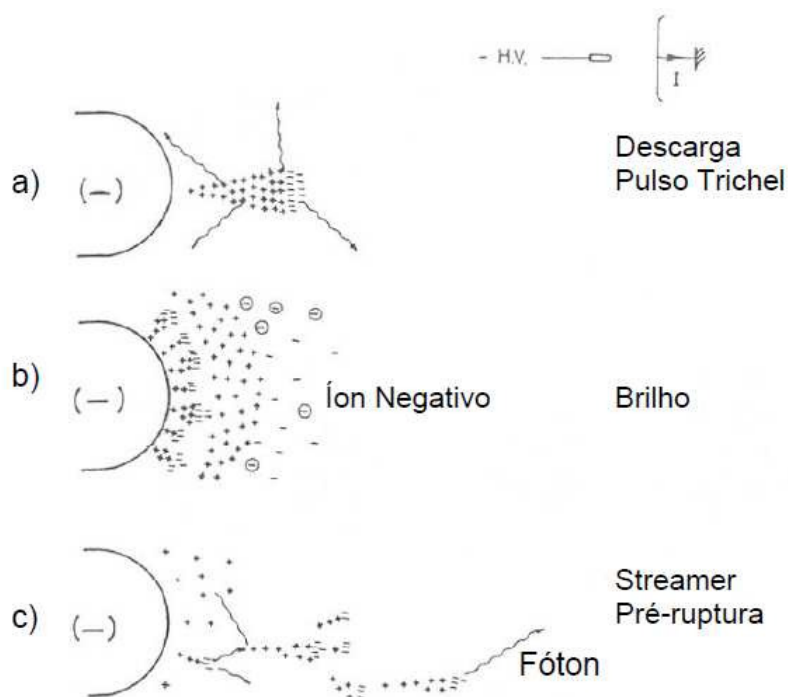 - H.V.
I
a)
(-)
Descarga
Pulso Trichel
b)
(-)
Íon Negativo
Brilho
c)
(-)
Streamer
Pré-ruptura
Fóton